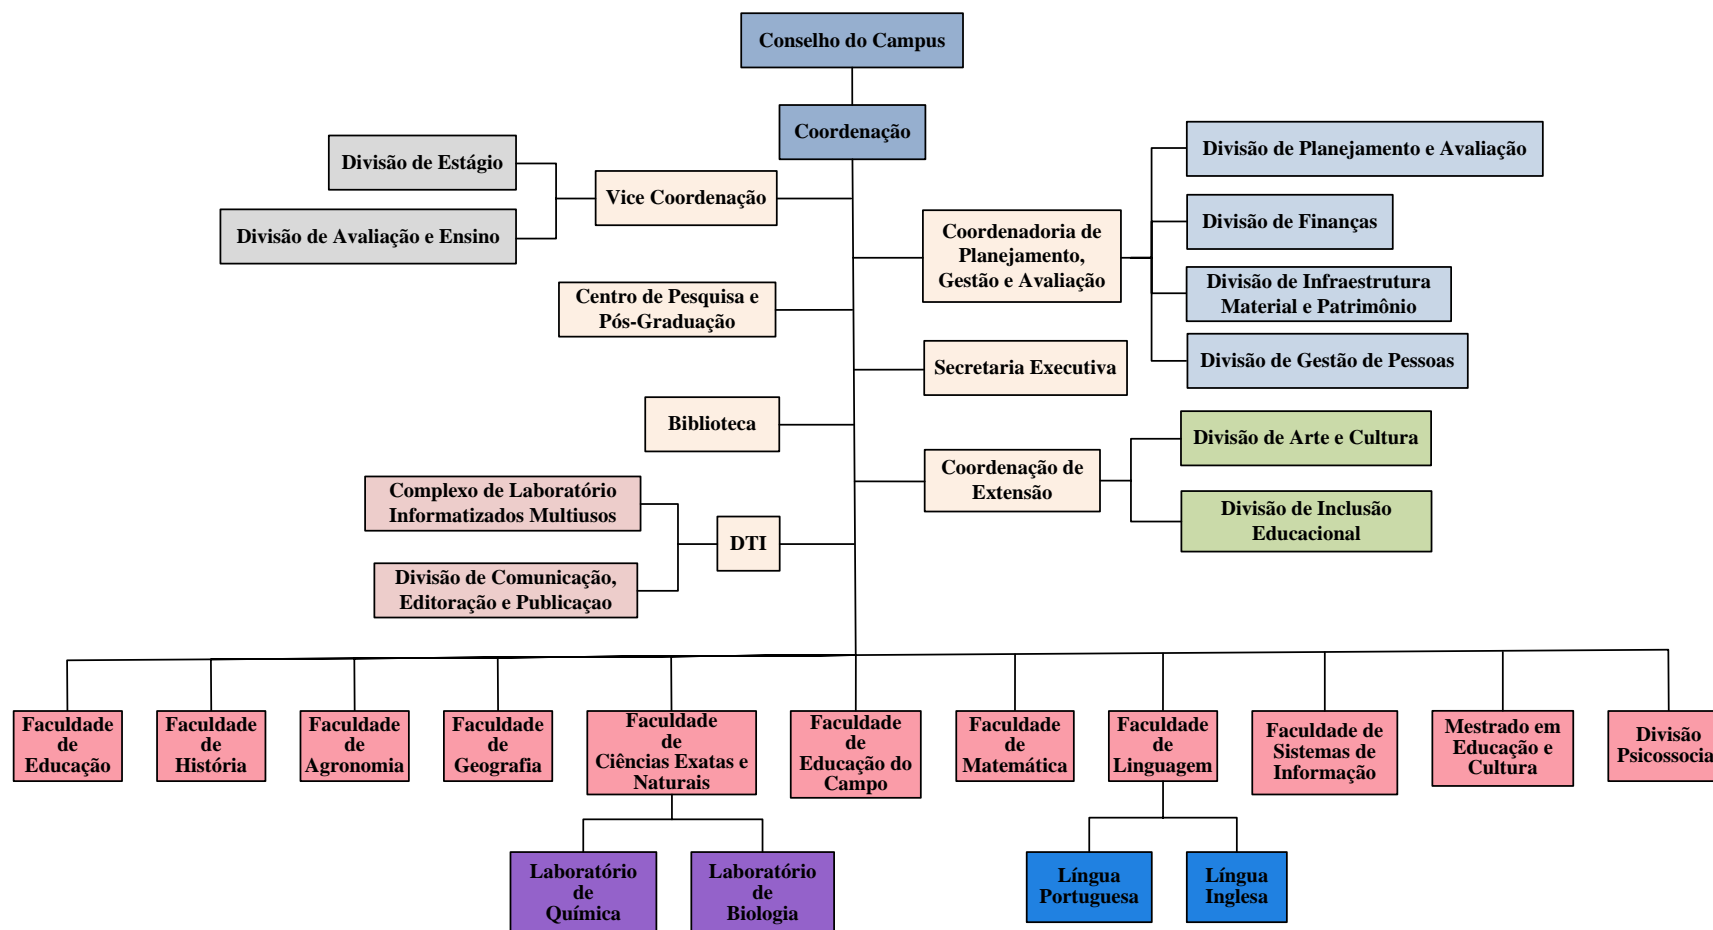 Conselho do Campus
Coordenação
Divisão de Estágio
Divisão de Avaliação e Ensino
Vice Coordenação
Centro de Pesquisa e
Pós-Graduação
Biblioteca
Complexo de Laboratório
Informatizados Multiusos
Divisão de Comunicação,
Editoração e Publicaçao
DTI
Coordenadoria de
Planejamento,
Gestão e Avaliação
Divisão de Planejamento e Avaliação
Divisão de Finanças
Divisão de Infraestrutura
Material e Patrimônio
Divisão de Gestão de Pessoas
Secretaria Executiva
Coordenação de
Extensão
Divisão de Arte e Cultura
Divisão de Inclusão
Educacional
Faculdade
de
Educação
Faculdade
de
História
Faculdade
de
Agronomia
Faculdade
de
Geografia
Faculdade
de
Ciências Exatas e
Naturais
Faculdade
de
Educação do
Campo
Faculdade
de
Matemática
Faculdade
de
Linguagem
Faculdade de
Sistemas de
Informação
Mestrado em
Educação e
Cultura
Divisão
Psicossocial
Laboratório
de
Química
Laboratório
de
Biologia
Língua
Portuguesa
Língua
Inglesa